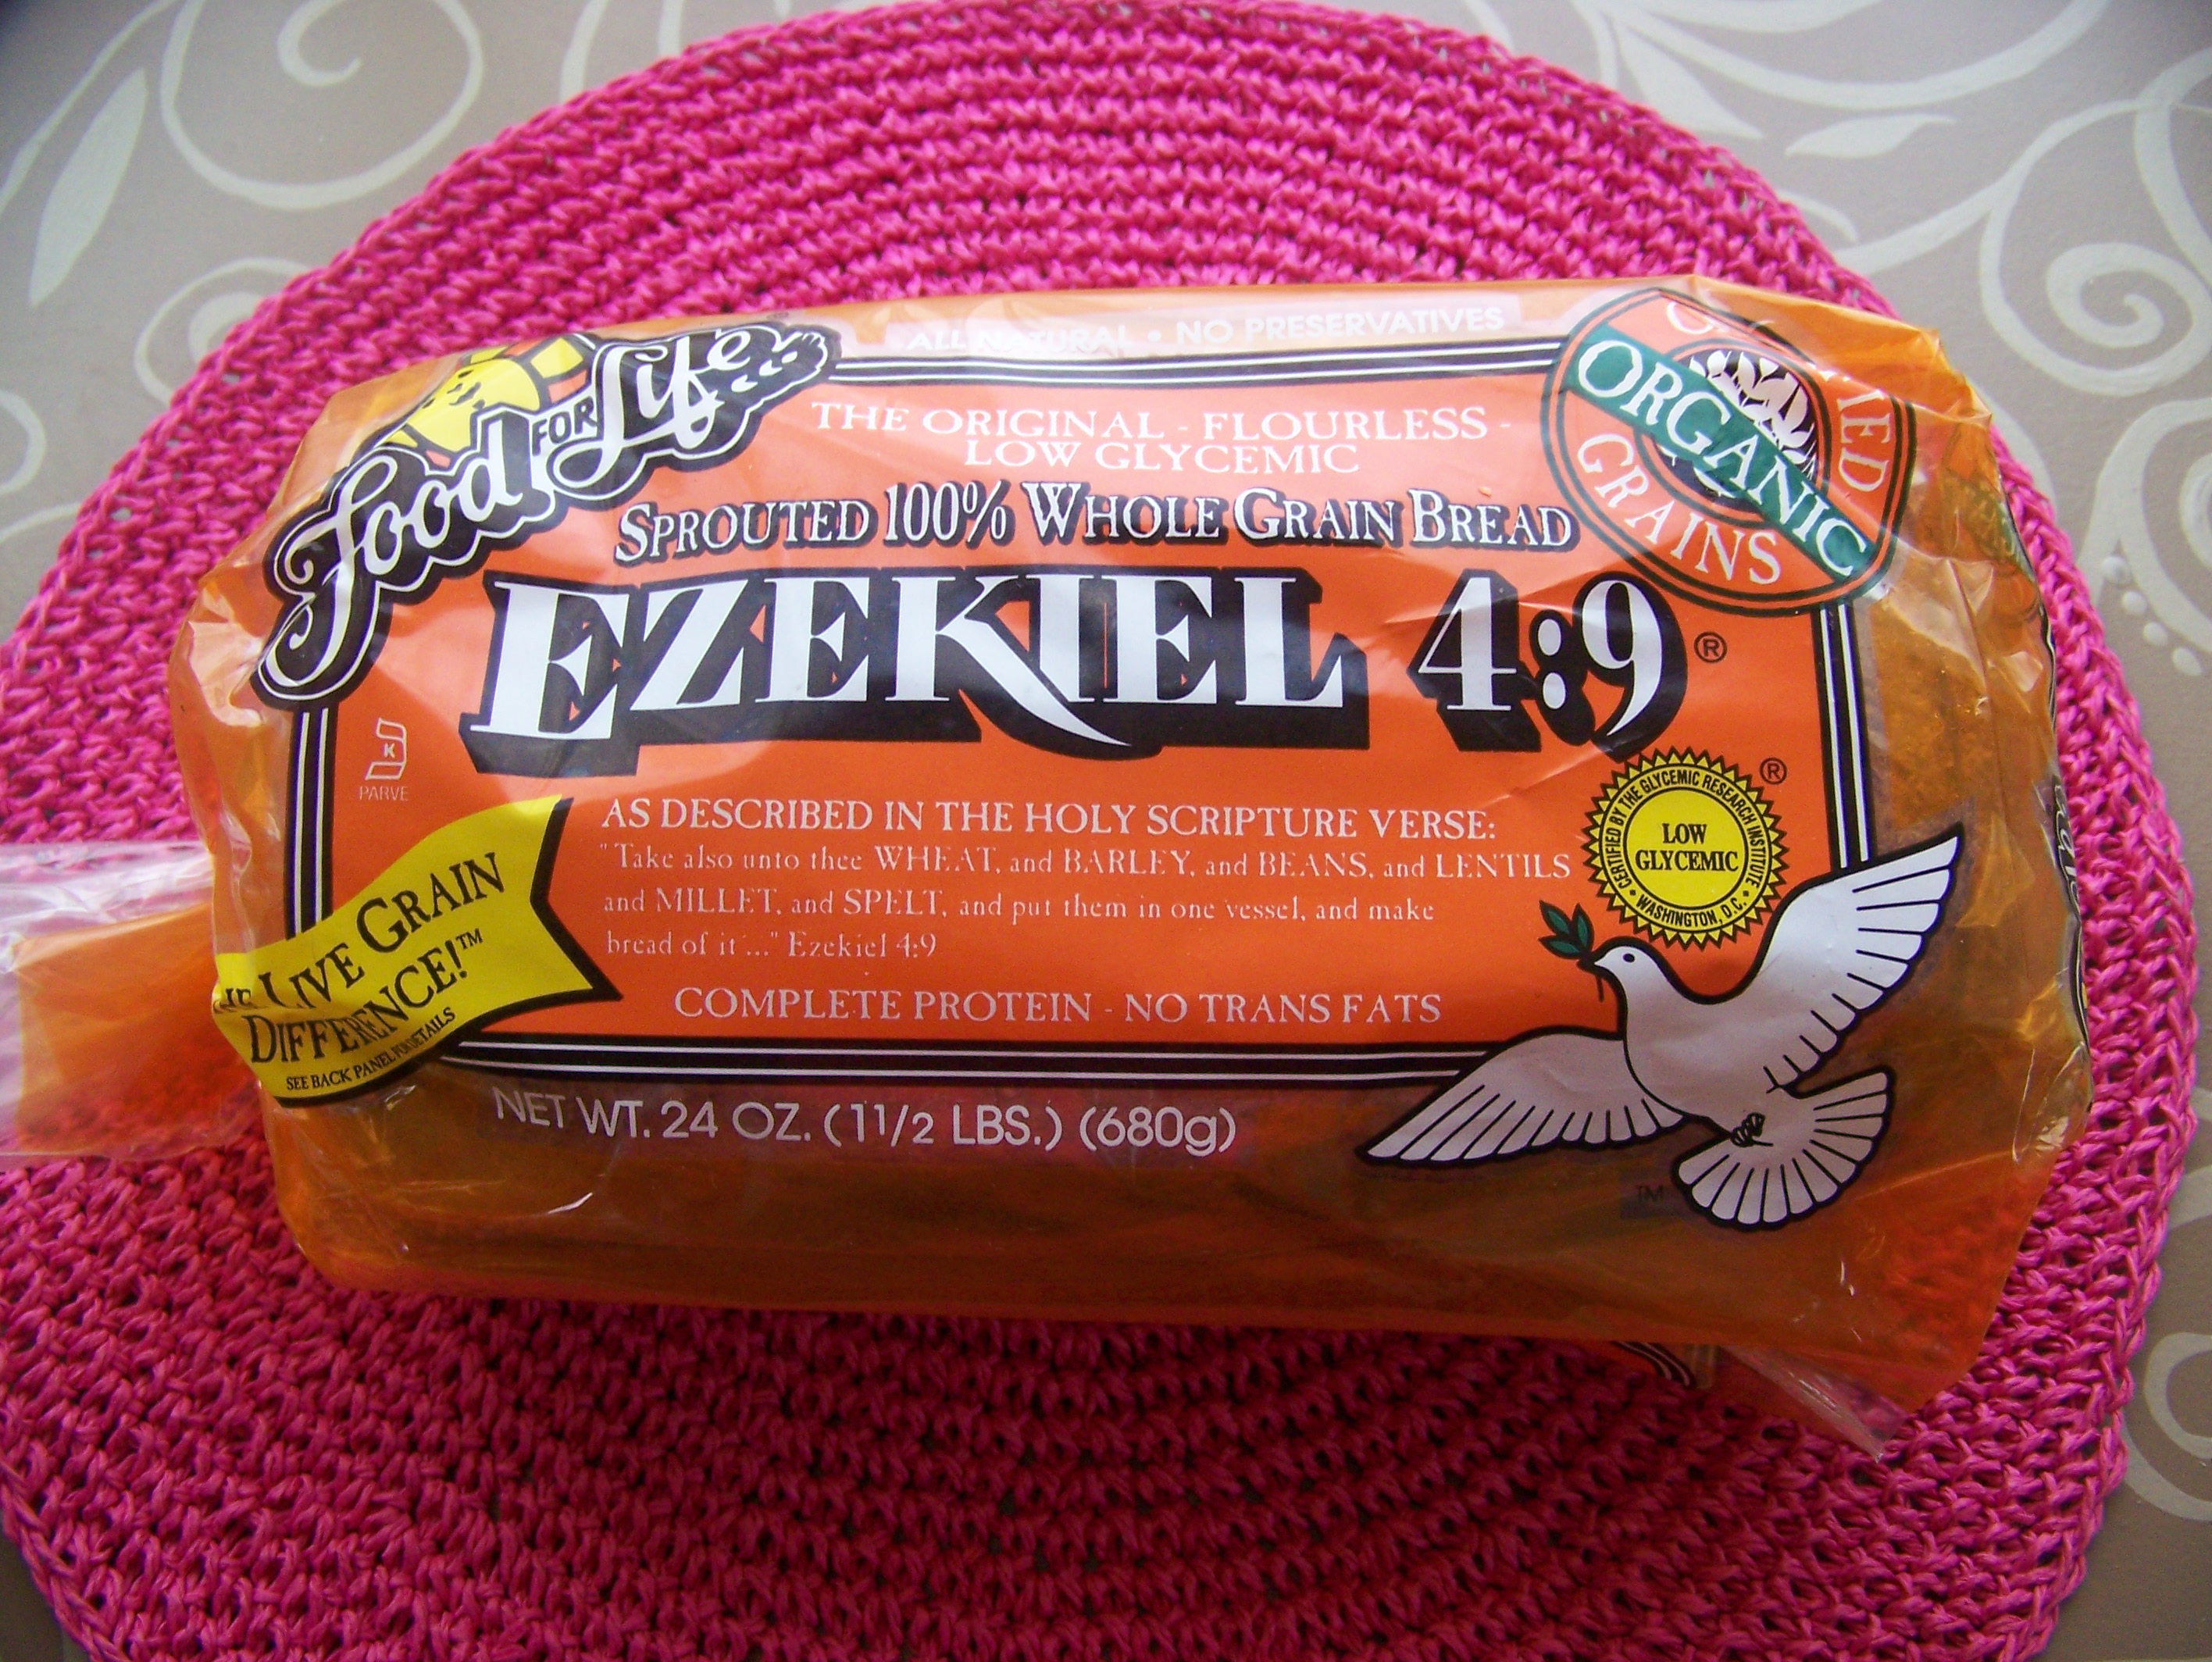 ALL NATURAL • NO PRESERVATIVES
Food FOR Life
THE ORIGINAL - FLOURLESS -
LOW GLYCEMIC
ORGANIC
GRAINS
SPROUTED 100% WHOLE GRAIN BREAD
EZEKIEL 4:9 ®
K
PARVE
AS DESCRIBED IN THE HOLY SCRIPTURE VERSE:
"Take also unto thee WHEAT, and BARLEY, and BEANS, and LENTILS
and MILLET, and SPELT, and put them in one vessel, and make
bread of it ..." Ezekiel 4:9
COMPLETE PROTEIN - NO TRANS FATS
CERTIFIED BY THE GLYCEMIC RESEARCH INSTITUTE • WASHINGTON, D.C. •
LOW
GLYCEMIC
®
LIVE GRAIN
DIFFERENCE!™
SEE BACK PANEL FOR DETAILS
NET WT. 24 OZ. (1 1/2 LBS.) (680g)
TM